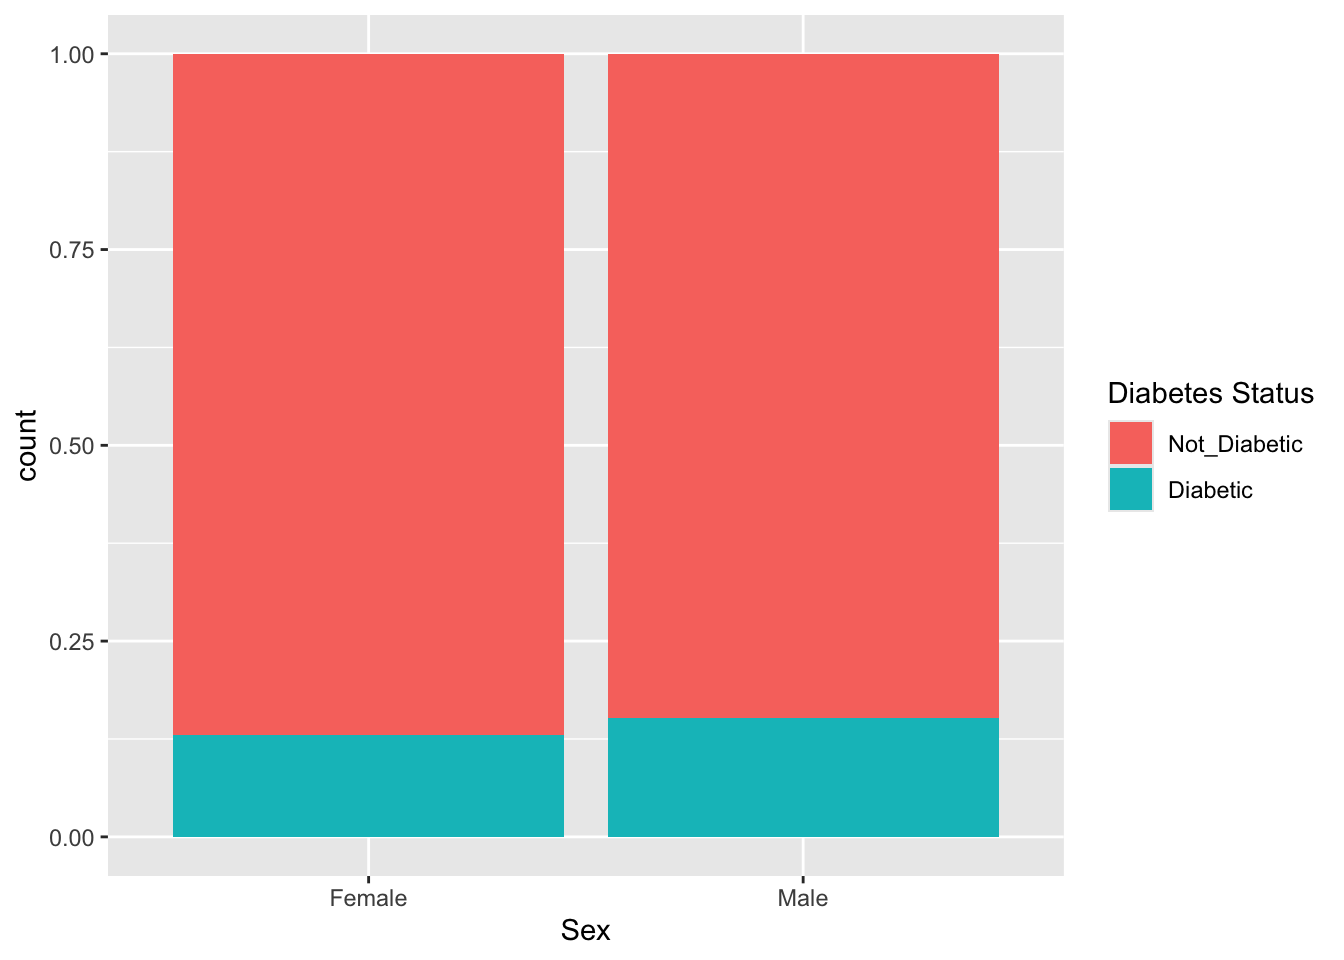 1.00
0.75
0.50
0.25
0.00
count
Female
Male
Sex
Diabetes Status
Not_Diabetic
Diabetic